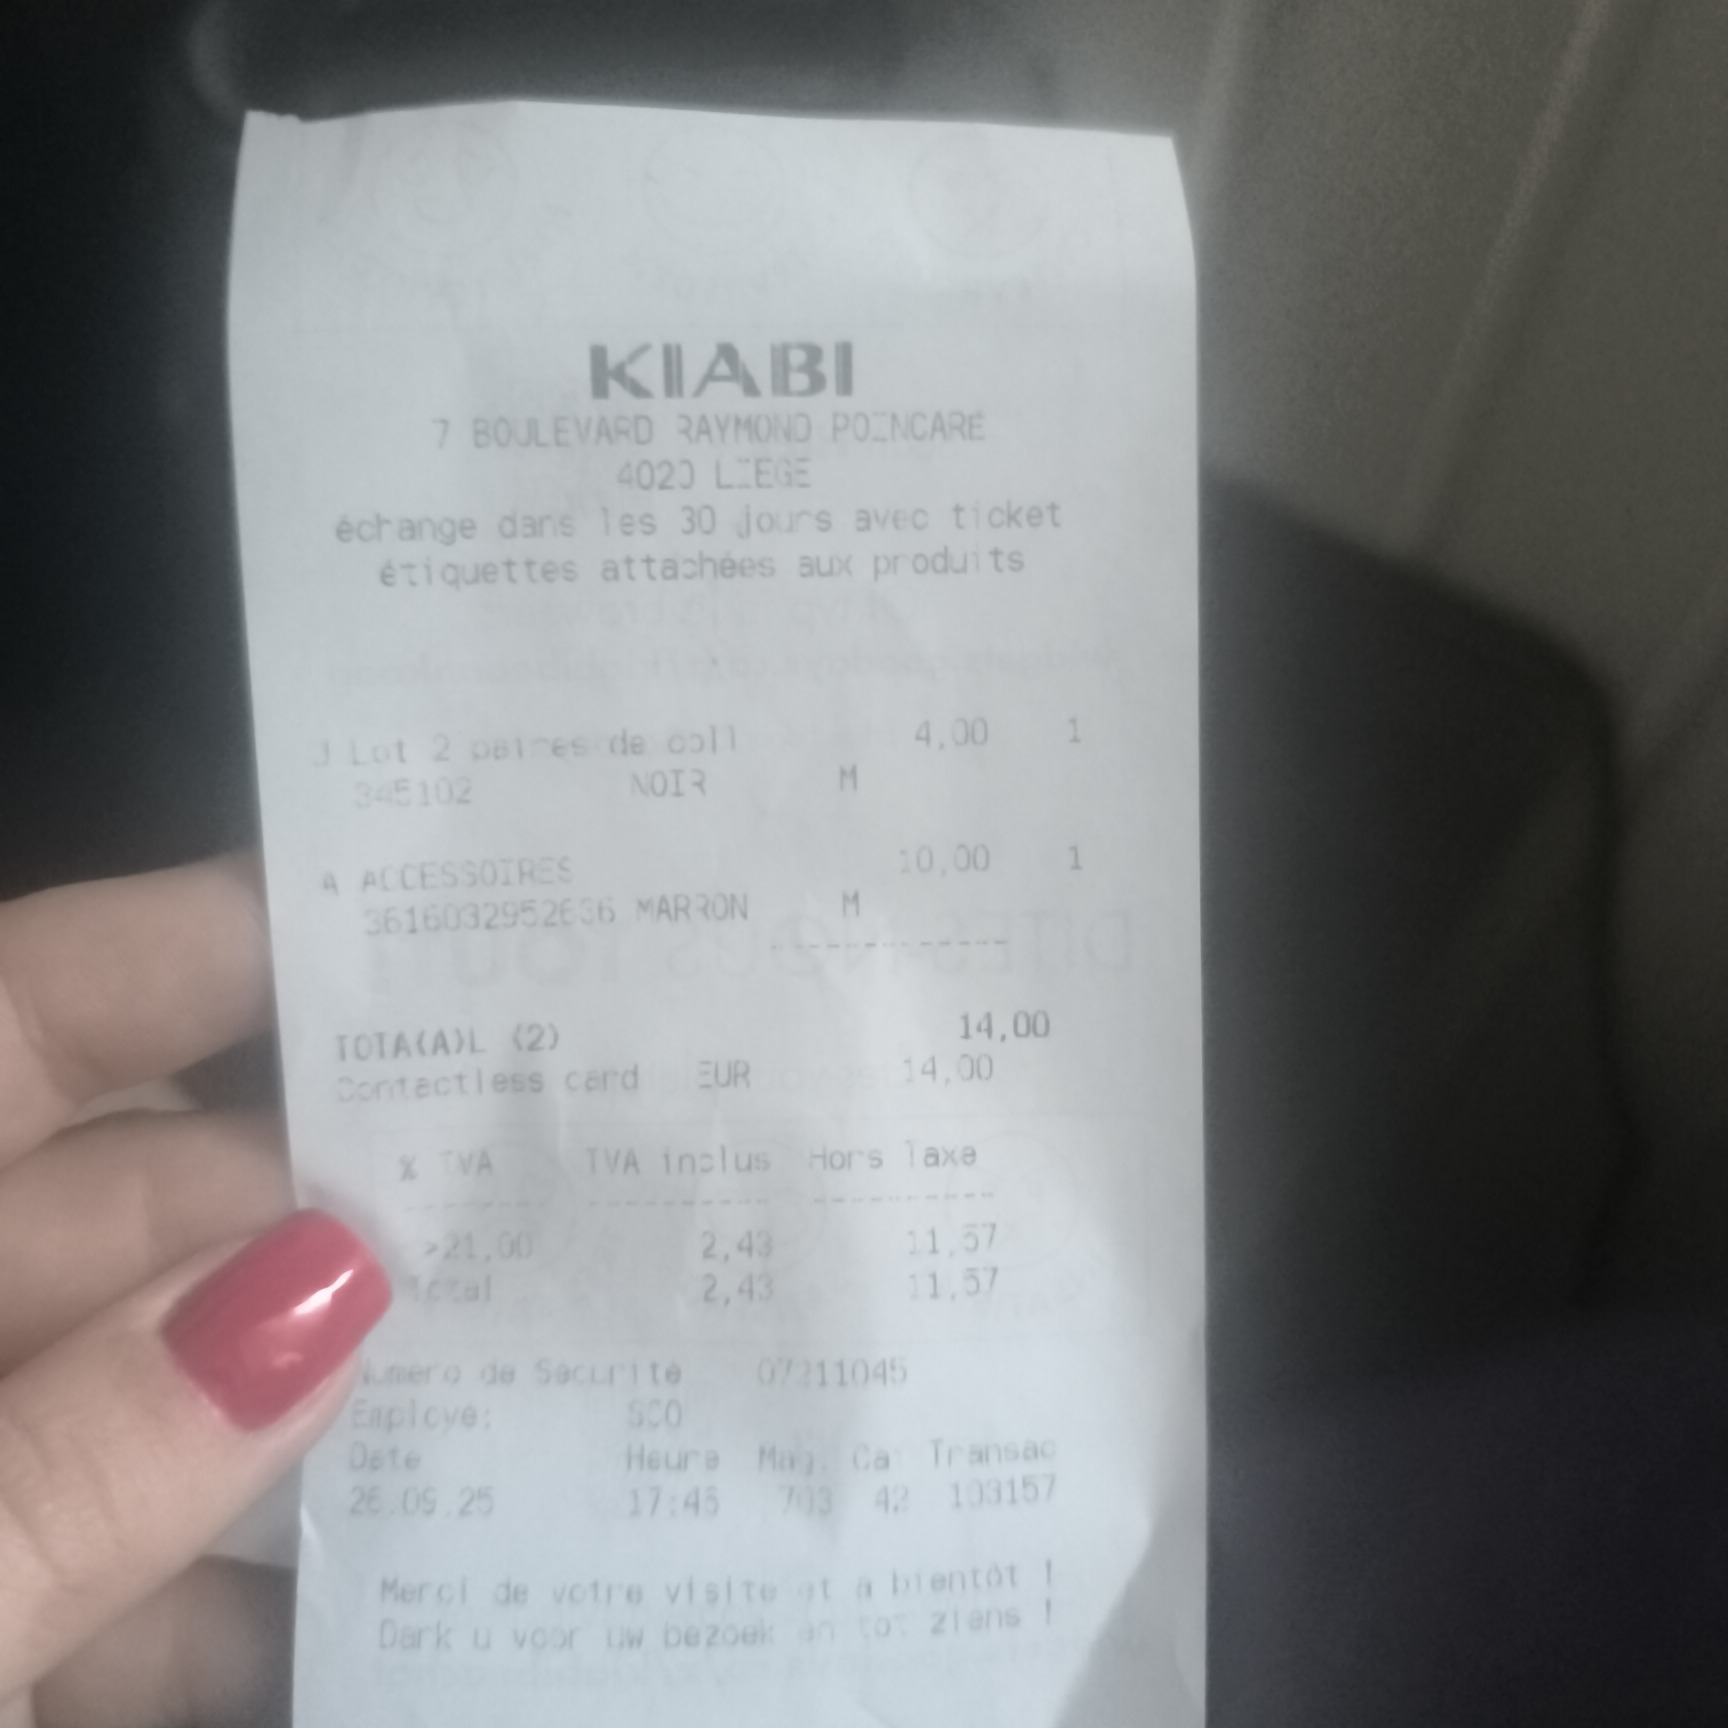 KIABI
7 BOULEVARD RAYMOND POINCARE
4020 LIEGE
échange dans les 30 jours avec ticket
étiquettes attachées aux produits
J Lot 2 paires de coll 4,00 1
345102 NOIR M
A ACCESSOIRES 10,00 1
3616032952636 MARRON M
TOTA(A)L (2) 14,00
Contactless card EUR 14,00
% TVA TVA inclus Hors Taxe
>21,00 2,43 11,57
Total 2,43 11,57
Numero de Sécurité 07211045
Employe: SCO
Date Heure Mag. Ca Transac
26.09.25 17:45 703 42 103157
Merci de votre visite et à bientôt !
Dank u voor uw bezoek en tot ziens !